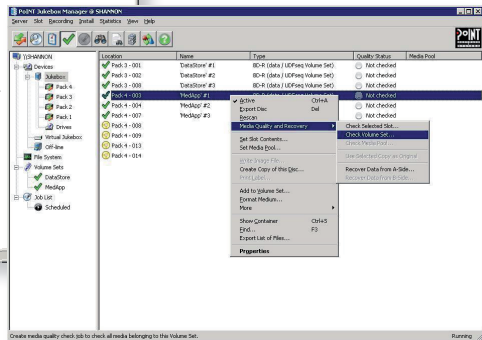 PoINT Jukebox Manager @ SHANNON
Server Slot Recording Install Statistics View Help
POINT
\\SHANNON
Devices
Jukebox
Pack 4
Pack 3
Pack 2
Pack 1
Drives
Virtual Jukebox
Off-line
File System
Volume Sets
DataStore
MedApp
Job List
Scheduled
Location Name Type Quality Status Media Pool
Pack 3 - 001 'DataStore' #1 BD-R (data / UDFseq Volume Set) Not checked
Pack 3 - 002 'DataStore' #2 BD-R (data / UDFseq Volume Set) Not checked
Pack 3 - 008 'DataStore' #3 BD-R (data / UDFseq Volume Set) Not checked
Pack 4 - 003 'MedApp' #1 BD-R (data / UDFseq Volume Set) Not checked
Pack 4 - 004 'MedApp' #2 Not checked
Pack 4 - 007 'MedApp' #3 Not checked
Pack 4 - 008
Pack 4 - 009
Pack 4 - 013
Pack 4 - 014
Active Ctrl+A
Export Disc Del
Rescan
Media Quality and Recovery
Set Slot Contents...
Set Media Pool...
Write Image File...
Create Copy of this Disc...
Print Label...
Add to Volume Set...
Format Medium...
More
Show Container Ctrl+S
Find... F3
Export List of Files...
Properties
Check Selected Slot...
Check Volume Set...
Check Media Pool...
Use Selected Copy as Original
Recover Data from A-Side...
Recover Data from B-Side...
Create media quality check job to check all media belonging to this Volume Set.
Running